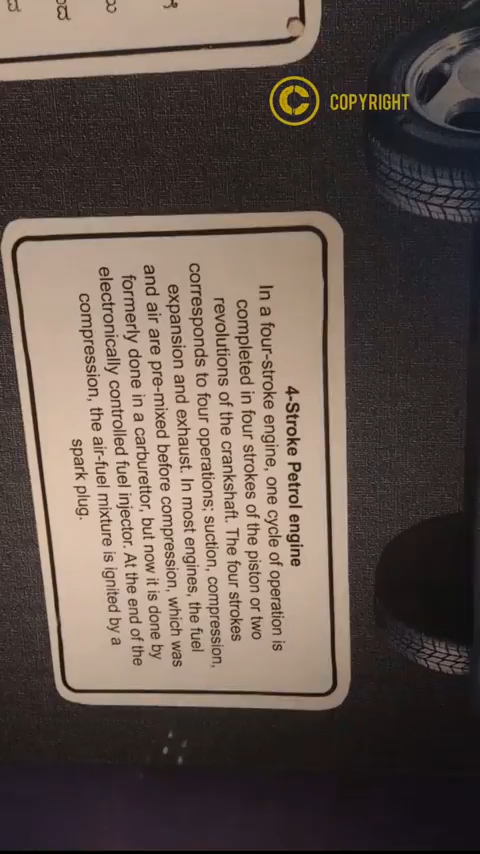 COPYRIGHT
4-Stroke Petrol engine
In a four-stroke engine, one cycle of operation is
completed in four strokes of the piston or two
revolutions of the crankshaft. The four strokes
corresponds to four operations; suction, compression,
expansion and exhaust. In most engines, the fuel
and air are pre-mixed before compression, which was
formerly done in a carburettor, but now it is done by
electronically controlled fuel injector. At the end of the
compression, the air-fuel mixture is ignited by a
spark plug.